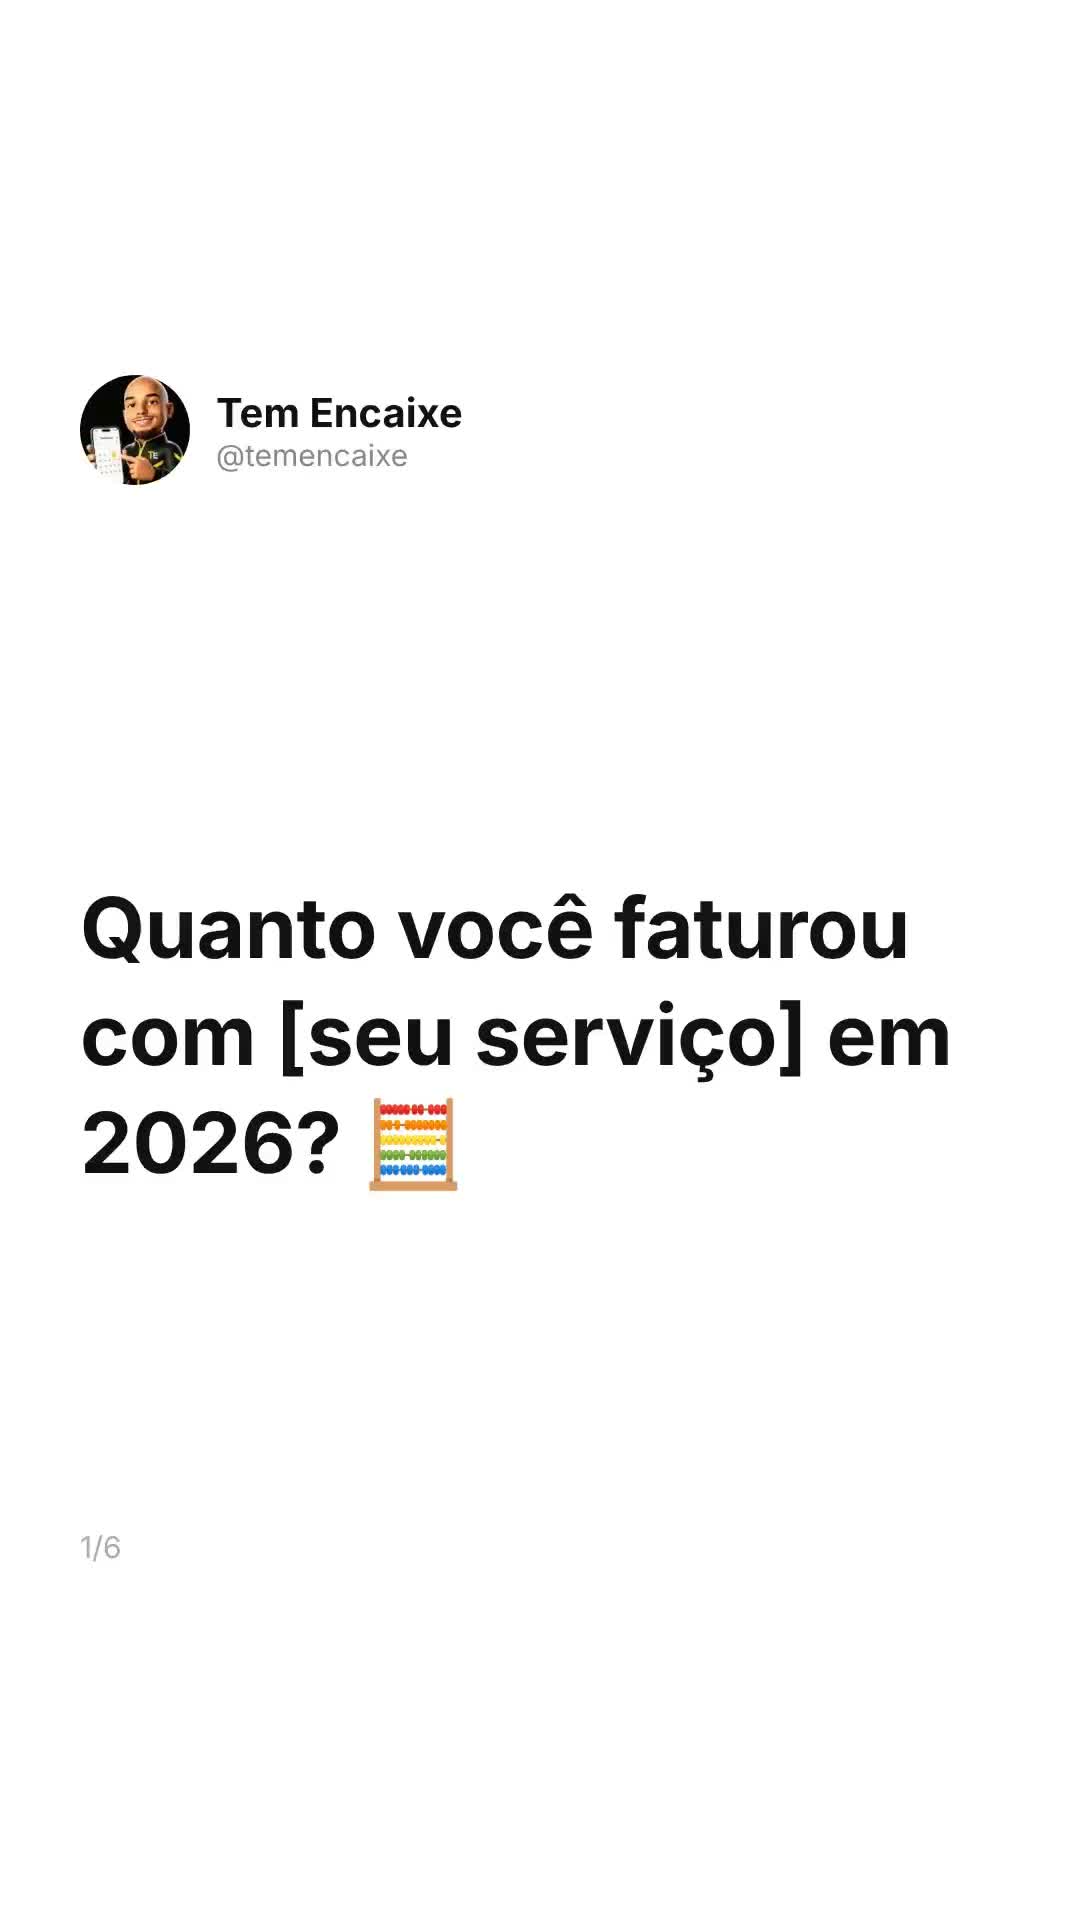 Tem Encaixe
@temencaixe
Quanto você faturou
com [seu serviço] em
2026? 🧮
1/6